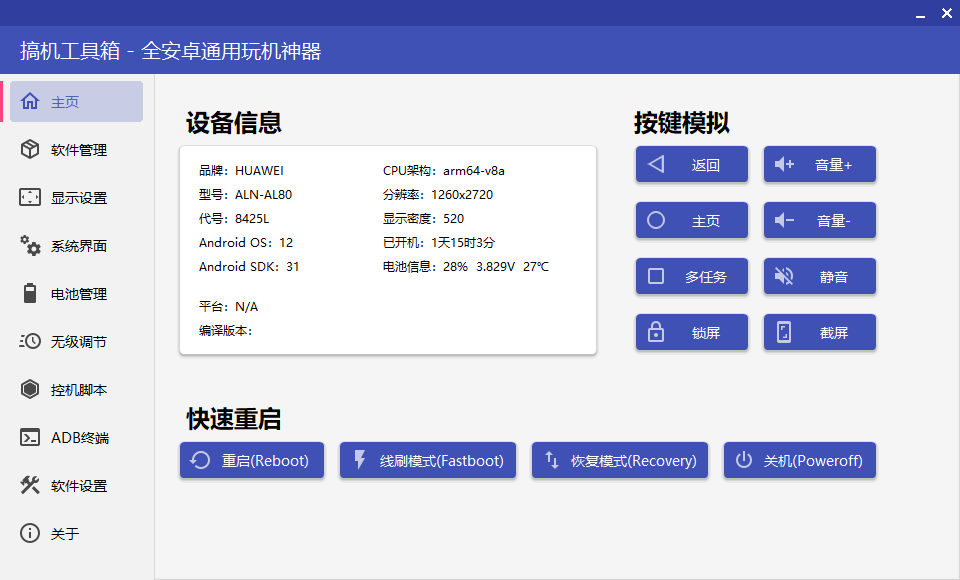 搞机工具箱 - 全安卓通用玩机神器
主页
软件管理
显示设置
系统界面
电池管理
无级调节
控机脚本
ADB终端
软件设置
关于
设备信息
品牌：HUAWEI
型号：ALN-AL80
代号：8425L
Android OS：12
Android SDK：31
平台：N/A
编译版本：
CPU架构：arm64-v8a
分辨率：1260x2720
显示密度：520
已开机：1天15时3分
电池信息：28% 3.829V 27℃
按键模拟
返回
音量+
主页
音量-
多任务
静音
锁屏
截屏
快速重启
重启(Reboot)
线刷模式(Fastboot)
恢复模式(Recovery)
关机(Poweroff)